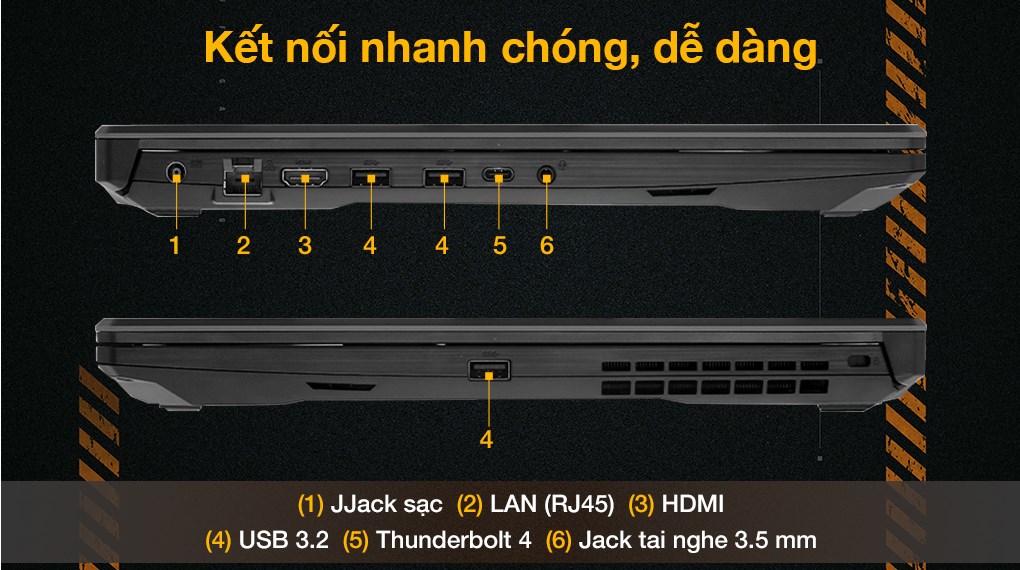 Kết nối nhanh chóng, dễ dàng
1 2 3 4 4 5 6
4
(1) JJack sạc (2) LAN (RJ45) (3) HDMI
(4) USB 3.2 (5) Thunderbolt 4 (6) Jack tai nghe 3.5 mm